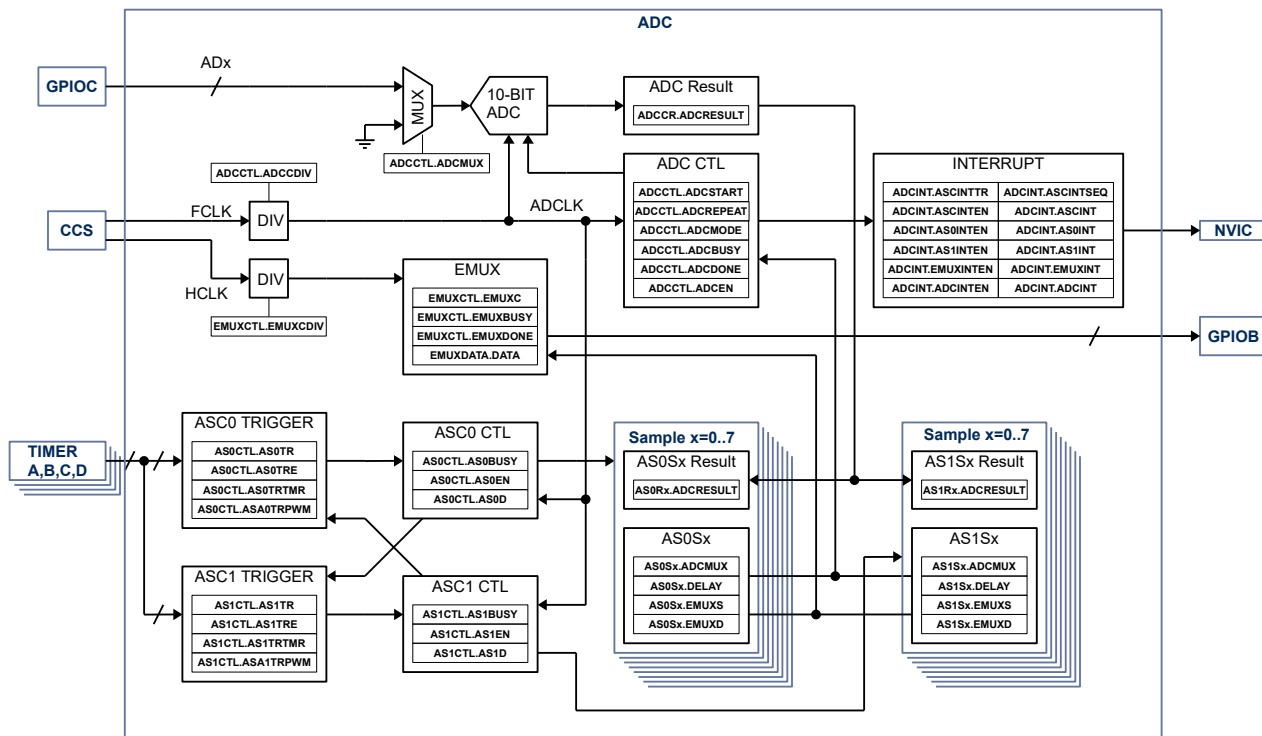 ADC
ADx
GPIOC
MUX
10-BIT
ADC
ADC Result
ADCCR.ADCRESULT
ADCCTL.ADCMUX
ADCCTL.ADCCDIV
CCS
FCLK
DIV
ADCLK
HCLK
DIV
EMUXCTL.EMUXCDIV
ADC CTL
ADCCTL.ADCSTART
ADCCTL.ADCREPEAT
ADCCTL.ADCMODE
ADCCTL.ADCBUSY
ADCCTL.ADCDONE
ADCCTL.ADCEN
INTERRUPT
ADCINT.ASCINTTR ADCINT.ASCINTSEQ
ADCINT.ASCINTEN ADCINT.ASCINT
ADCINT.AS0INTEN ADCINT.AS0INT
ADCINT.AS1INTEN ADCINT.AS1INT
ADCINT.EMUXINTEN ADCINT.EMUXINT
ADCINT.ADCINTEN ADCINT.ADCINT
NVIC
EMUX
EMUXCTL.EMUXC
EMUXCTL.EMUXBUSY
EMUXCTL.EMUXDONE
EMUXDATA.DATA
GPIOB
TIMER
A,B,C,D
ASC0 TRIGGER
AS0CTL.AS0TR
AS0CTL.AS0TRE
AS0CTL.AS0TRTMR
AS0CTL.ASA0TRPWM
ASC0 CTL
AS0CTL.AS0BUSY
AS0CTL.AS0EN
AS0CTL.AS0D
ASC1 TRIGGER
AS1CTL.AS1TR
AS1CTL.AS1TRE
AS1CTL.AS1TRTMR
AS1CTL.ASA1TRPWM
ASC1 CTL
AS1CTL.AS1BUSY
AS1CTL.AS1EN
AS1CTL.AS1D
Sample x=0..7
AS0Sx Result
AS0Rx.ADCRESULT
AS0Sx
AS0Sx.ADCMUX
AS0Sx.DELAY
AS0Sx.EMUXS
AS0Sx.EMUXD
Sample x=0..7
AS1Sx Result
AS1Rx.ADCRESULT
AS1Sx
AS1Sx.ADCMUX
AS1Sx.DELAY
AS1Sx.EMUXS
AS1Sx.EMUXD